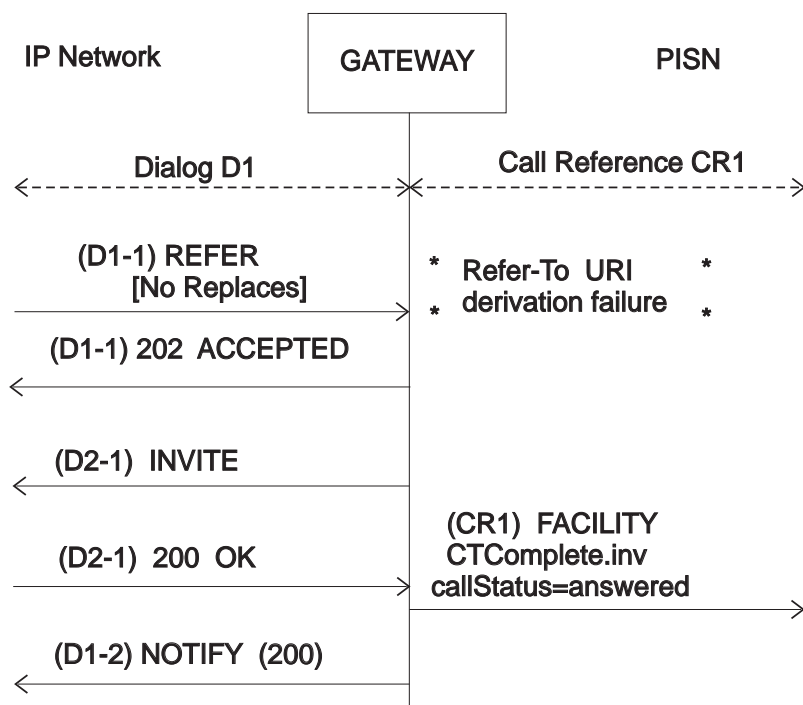 IP Network
GATEWAY
PISN
Dialog D1
Call Reference CR1
(D1-1) REFER
[No Replaces]
* Refer-To URI *
* derivation failure *
(D1-1) 202 ACCEPTED
(D2-1) INVITE
(CR1) FACILITY
CTComplete.inv
(D2-1) 200 OK
callStatus=answered
(D1-2) NOTIFY (200)